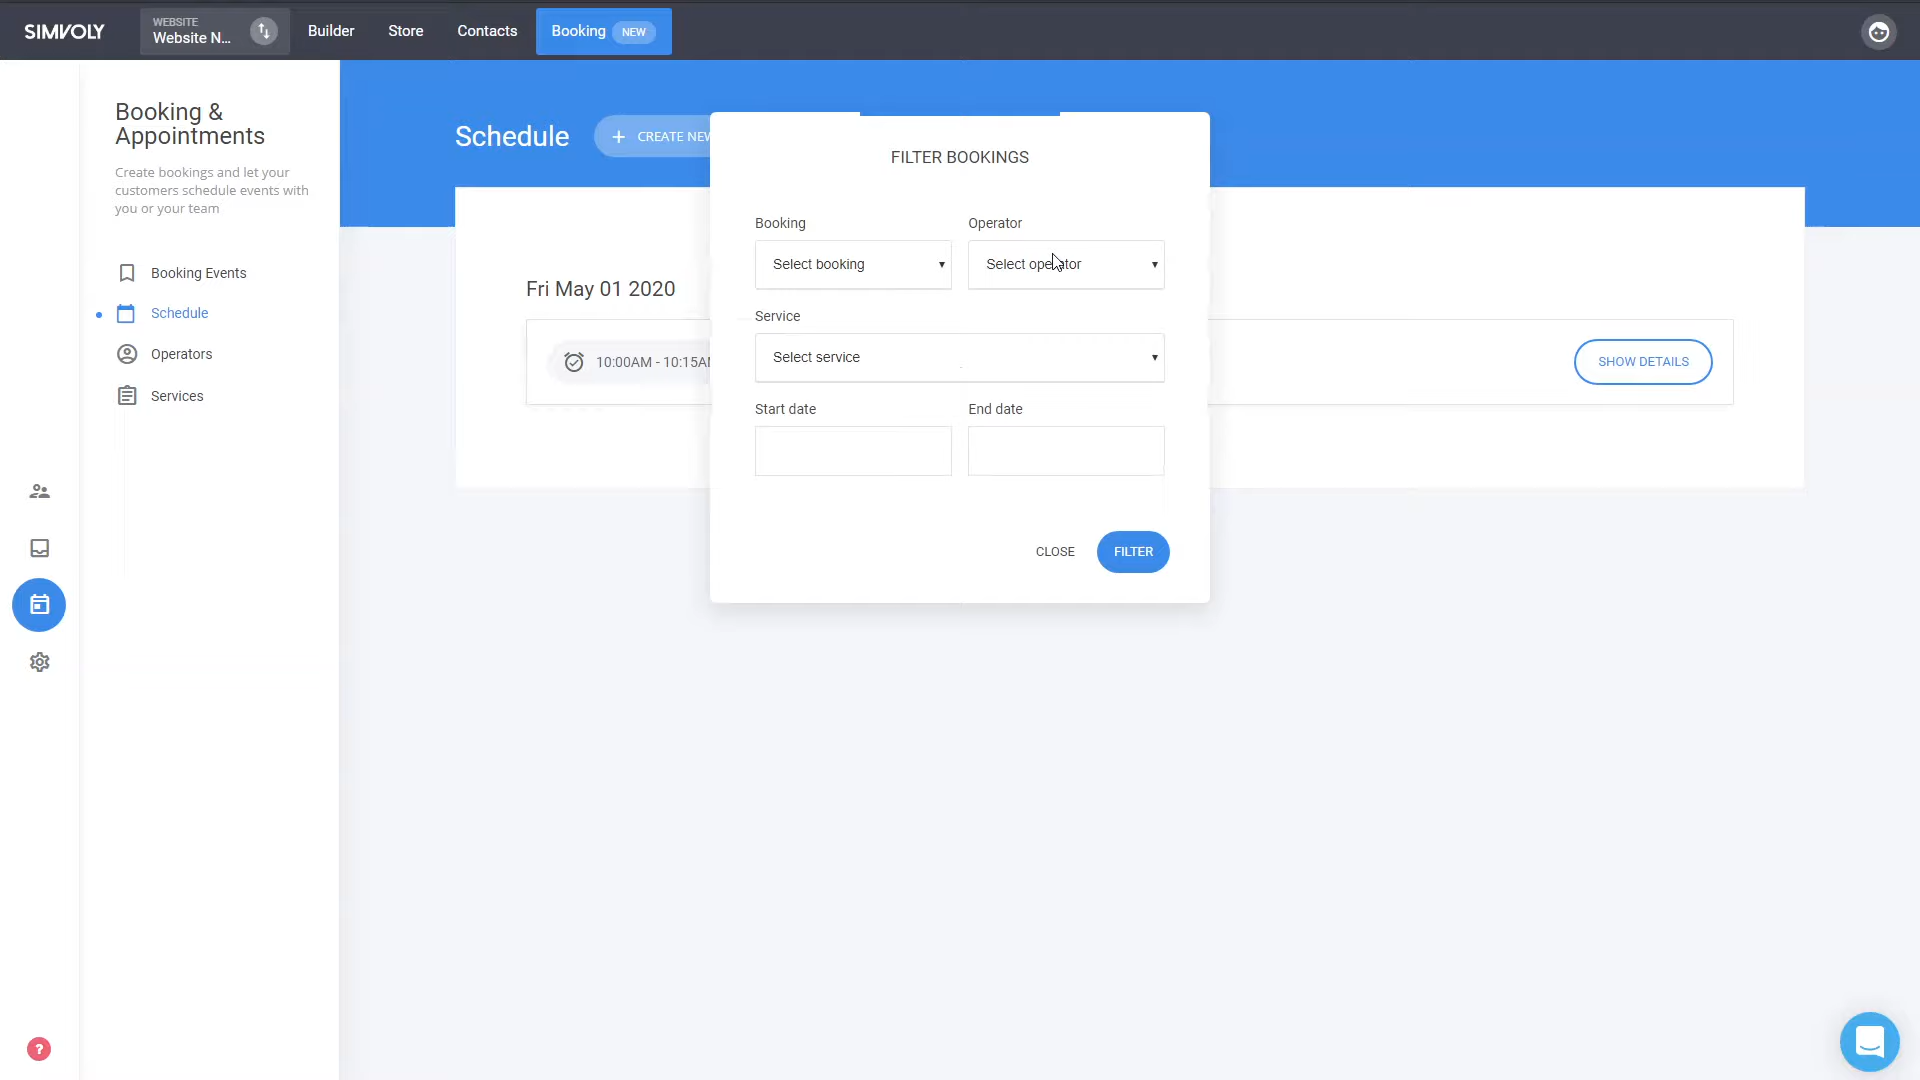 SIMVOLY
WEBSITE
Website N...
Builder
Store
Contacts
Booking NEW
Booking &
Appointments
Create bookings and let your
customers schedule events with
you or your team
Booking Events
Schedule
Operators
Services
?
Schedule
+ CREATE NEW
Fri May 01 2020
10:00AM - 10:15AM
SHOW DETAILS
FILTER BOOKINGS
Booking
Operator
Select booking
Select operator
Service
Select service
Start date
End date
CLOSE
FILTER